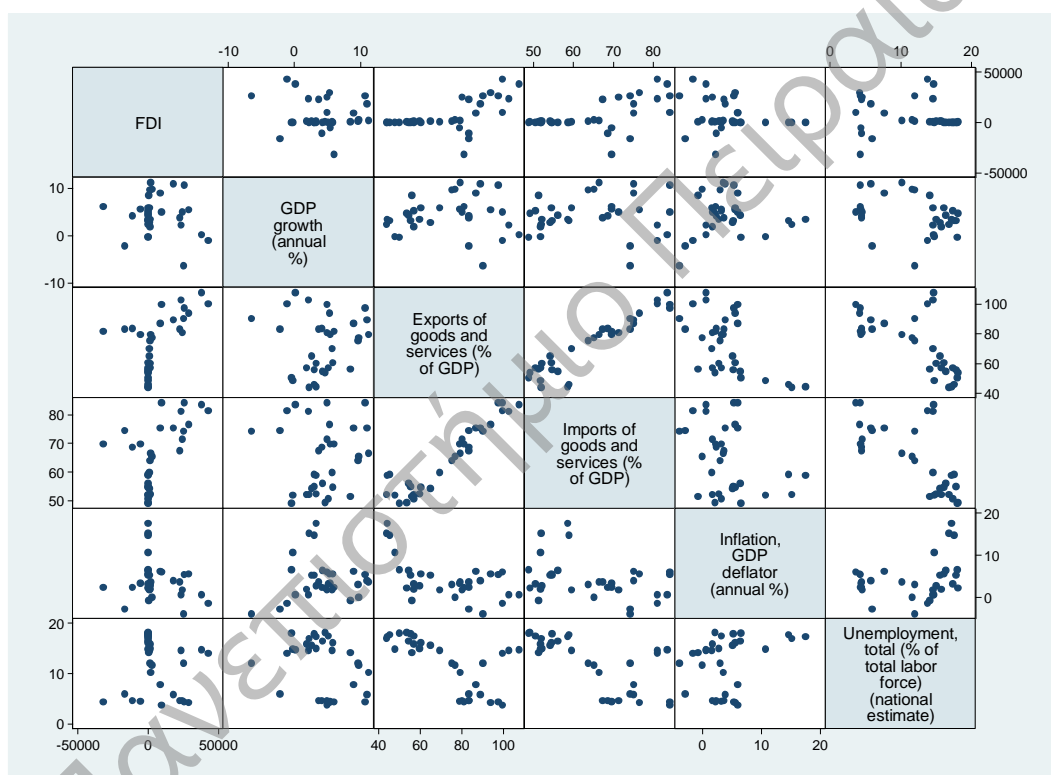 -10 0 10 50 60 70 80 0 10 20
FDI
50000
0
-50000
10
0
-10
GDP
growth
(annual
%)
Exports of
goods and
services (%
of GDP)
100
80
60
40
80
70
60
50
Imports of
goods and
services (%
of GDP)
Inflation,
GDP
deflator
(annual %)
20
10
0
20
10
0
Unemployment,
total (% of
total labor
force)
(national
estimate)
-50000 0 50000 40 60 80 100 0 10 20
Πανεπιστήμιο Πειραι